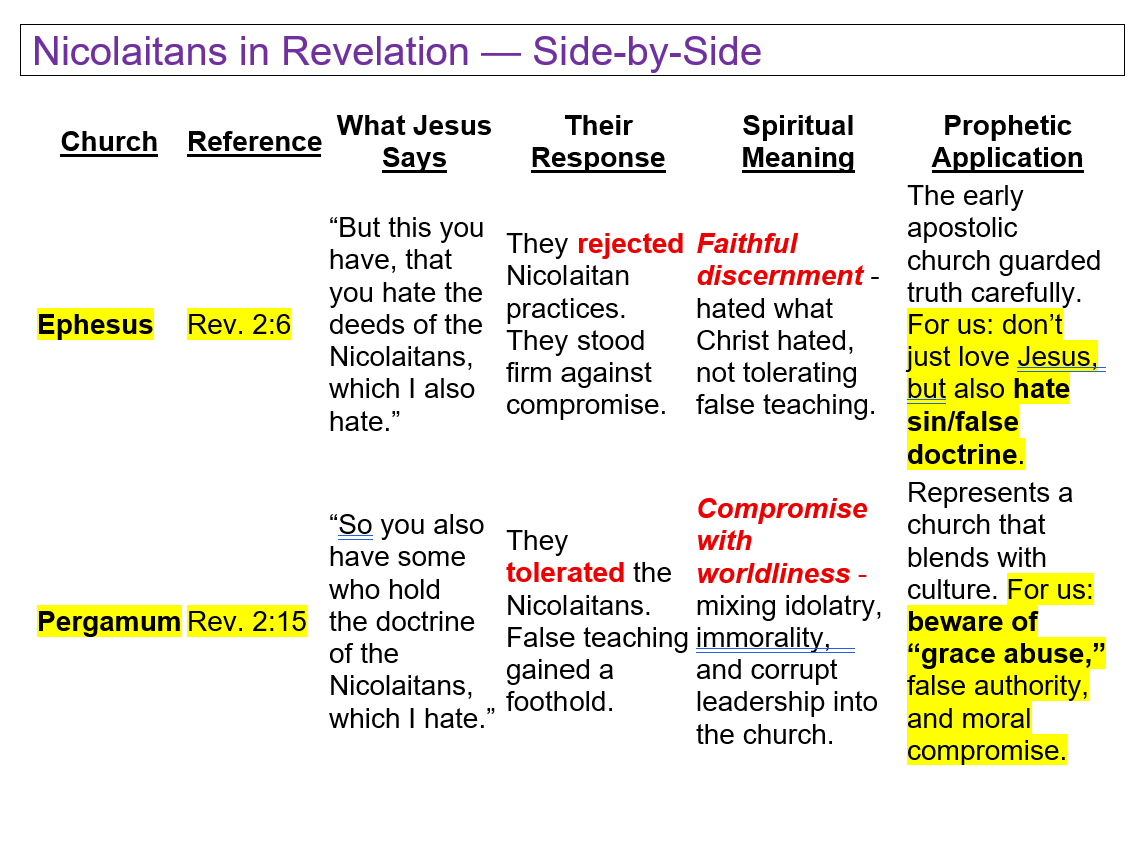 Nicolaitans in Revelation — Side-by-Side
Church
Reference
What Jesus
Says
Their
Response
Spiritual
Meaning
Prophetic
Application
Ephesus
Rev. 2:6
“But this you
have, that
you hate the
deeds of the
Nicolaitans,
which I also
hate.”
They rejected
Nicolaitan
practices.
They stood
firm against
compromise.
Faithful
discernment -
hated what
Christ hated,
not tolerating
false teaching.
The early
apostolic
church guarded
truth carefully.
For us: don’t
just love Jesus,
but also hate
sin/false
doctrine.
Pergamum
Rev. 2:15
“So you also
have some
who hold
the doctrine
of the
Nicolaitans,
which I hate.”
They
tolerated the
Nicolaitans.
False teaching
gained a
foothold.
Compromise
with
worldliness -
mixing idolatry,
immorality,
and corrupt
leadership into
the church.
Represents a
church that
blends with
culture. For us:
beware of
“grace abuse,”
false authority,
and moral
compromise.